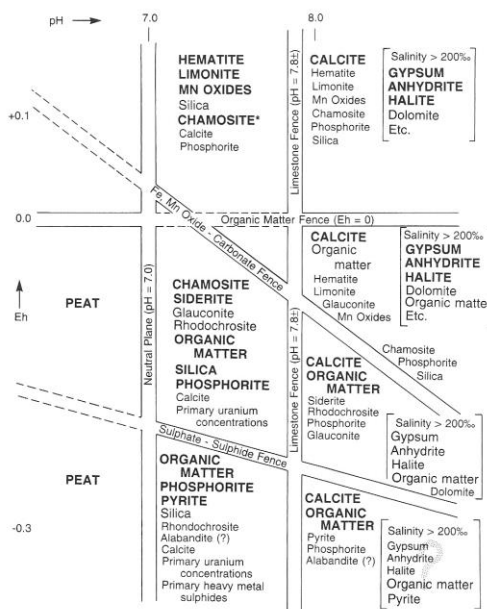 pH
7.0
8.0
HEMATITE
LIMONITE
MN OXIDES
Silica
CHAMOSITE*
Calcite
Phosphorite
Limestone Fence (pH = 7.8±)
CALCITE
Hematite
Limonite
Mn Oxides
Chamosite
Phosphorite
Silica
Salinity > 200‰
GYPSUM
ANHYDRITE
HALITE
Dolomite
Etc.
+0.1
Fe, Mn Oxide - Carbonate Fence
0.0
Organic Matter Fence (Eh = 0)
Eh
PEAT
Neutral Plane (pH = 7.0)
CHAMOSITE
SIDERITE
Glauconite
Rhodochrosite
ORGANIC
MATTER
SILICA
PHOSPHORITE
Calcite
Primary uranium
concentrations
Limestone Fence (pH = 7.8±)
CALCITE
Organic
matter
Hematite
Limonite
Glauconite
Mn Oxides
Salinity > 200‰
GYPSUM
ANHYDRITE
HALITE
Dolomite
Organic matte
Etc.
Chamosite
Phosphorite
Silica
CALCITE
ORGANIC
MATTER
Siderite
Rhodochrosite
Phosphorite
Glauconite
Salinity > 200‰
Gypsum
Anhydrite
Halite
Organic matter
Dolomite
Sulphate - Sulphide Fence
PEAT
-0.3
ORGANIC
MATTER
PHOSPHORITE
PYRITE
Silica
Rhodochrosite
Alabandite (?)
Calcite
Primary uranium
concentrations
Primary heavy metal
sulphides
CALCITE
ORGANIC
MATTER
Pyrite
Phosphorite
Alabandite (?)
Salinity > 200‰
Gypsum
Anhydrite
Halite
Organic matter
Pyrite
?